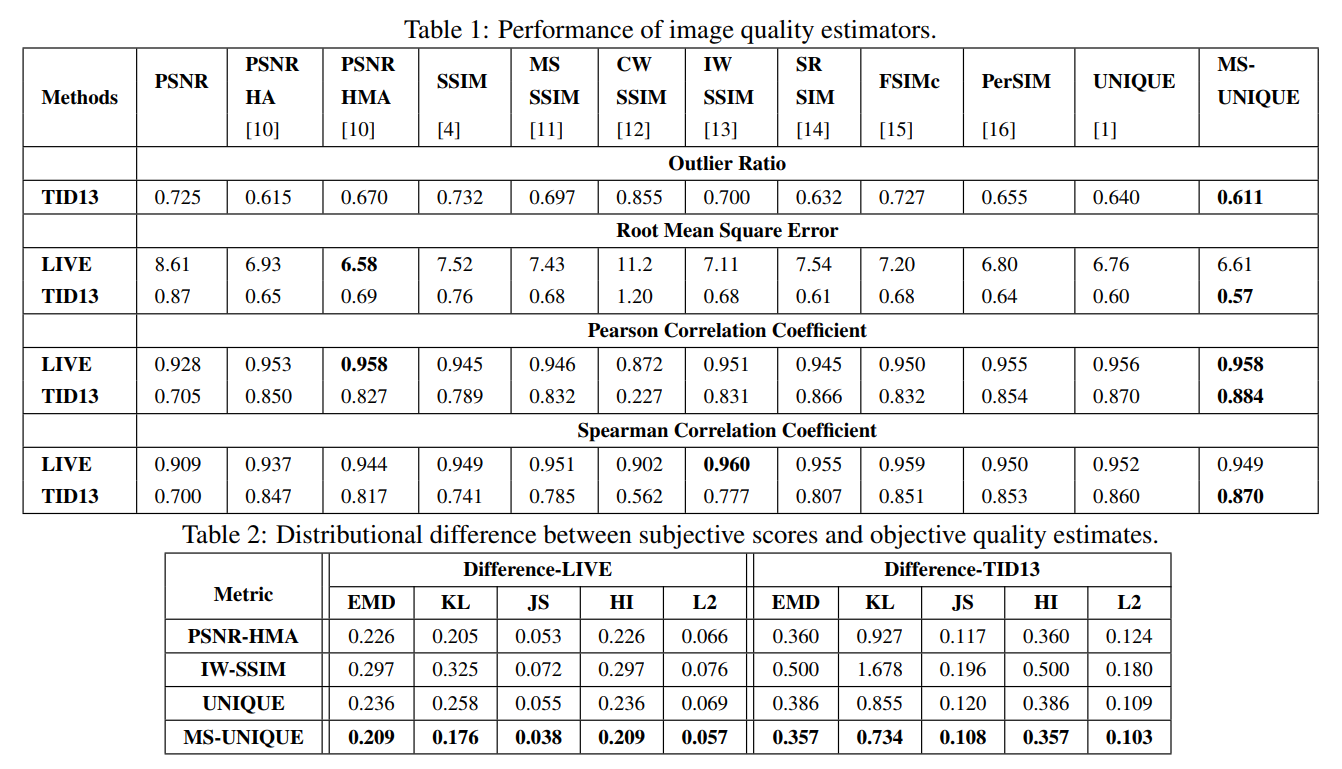 Table 1: Performance of image quality estimators.
Methods PSNR PSNR HA [10] PSNR HMA [10] SSIM [4] MS SSIM [11] CW SSIM [12] IW SSIM [13] SR SIM [14] FSIMc [15] PerSIM [16] UNIQUE [1] MS-UNIQUE
Outlier Ratio
TID13 0.725 0.615 0.670 0.732 0.697 0.855 0.700 0.632 0.727 0.655 0.640 0.611
Root Mean Square Error
LIVE 8.61 6.93 6.58 7.52 7.43 11.2 7.11 7.54 7.20 6.80 6.76 6.61
TID13 0.87 0.65 0.69 0.76 0.68 1.20 0.68 0.61 0.68 0.64 0.60 0.57
Pearson Correlation Coefficient
LIVE 0.928 0.953 0.958 0.945 0.946 0.872 0.951 0.945 0.950 0.955 0.956 0.958
TID13 0.705 0.850 0.827 0.789 0.832 0.227 0.831 0.866 0.832 0.854 0.870 0.884
Spearman Correlation Coefficient
LIVE 0.909 0.937 0.944 0.949 0.951 0.902 0.960 0.955 0.959 0.950 0.952 0.949
TID13 0.700 0.847 0.817 0.741 0.785 0.562 0.777 0.807 0.851 0.853 0.860 0.870
Table 2: Distributional difference between subjective scores and objective quality estimates.
Metric Difference-LIVE Difference-TID13
EMD KL JS HI L2 EMD KL JS HI L2
PSNR-HMA 0.226 0.205 0.053 0.226 0.066 0.360 0.927 0.117 0.360 0.124
IW-SSIM 0.297 0.325 0.072 0.297 0.076 0.500 1.678 0.196 0.500 0.180
UNIQUE 0.236 0.258 0.055 0.236 0.069 0.386 0.855 0.120 0.386 0.109
MS-UNIQUE 0.209 0.176 0.038 0.209 0.057 0.357 0.734 0.108 0.357 0.103